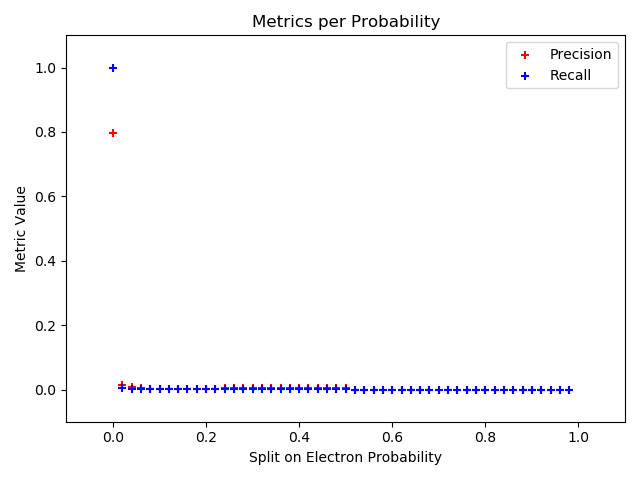 Metrics per Probability
Precision
Recall
Metric Value
1.0
0.8
0.6
0.4
0.2
0.0
0.0 0.2 0.4 0.6 0.8 1.0
Split on Electron Probability